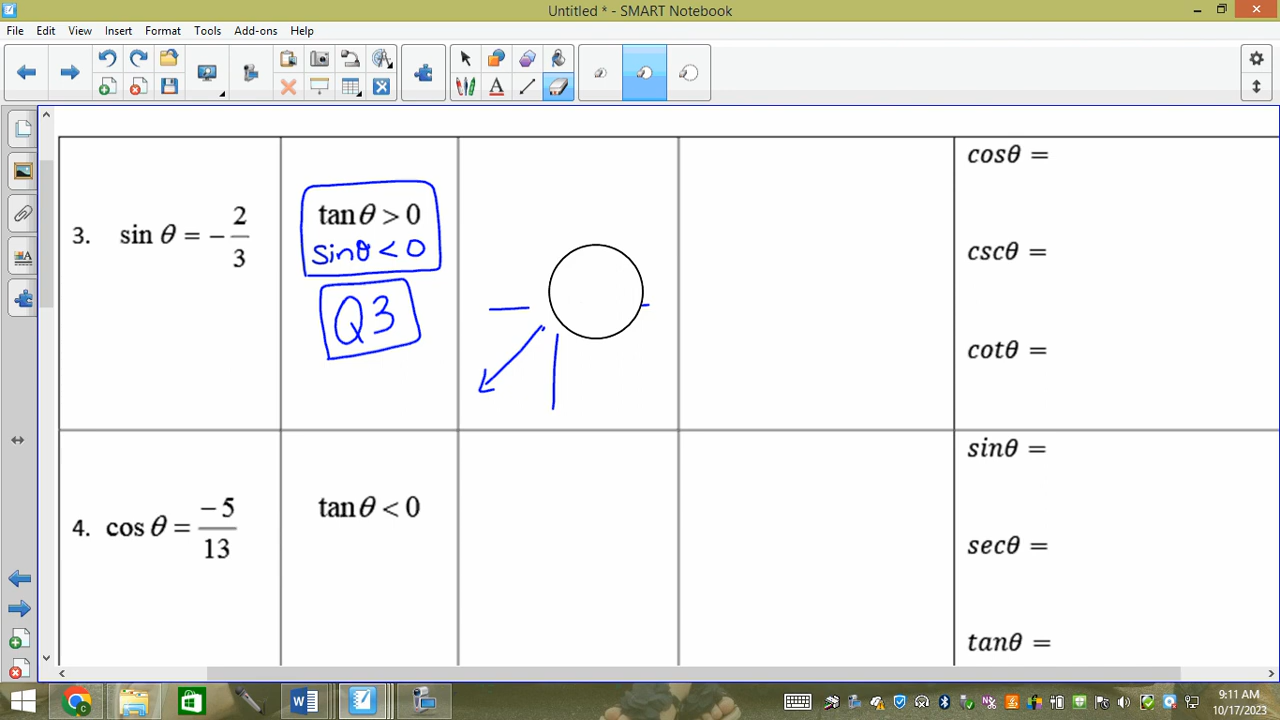 Untitled * - SMART Notebook
File Edit View Insert Format Tools Add-ons Help
3. sin θ = -2/3
tan θ > 0
sinθ < 0
Q3
cosθ =
cscθ =
cotθ =
4. cos θ = -5/13
tan θ < 0
sinθ =
secθ =
tanθ =
9:11 AM
10/17/2023